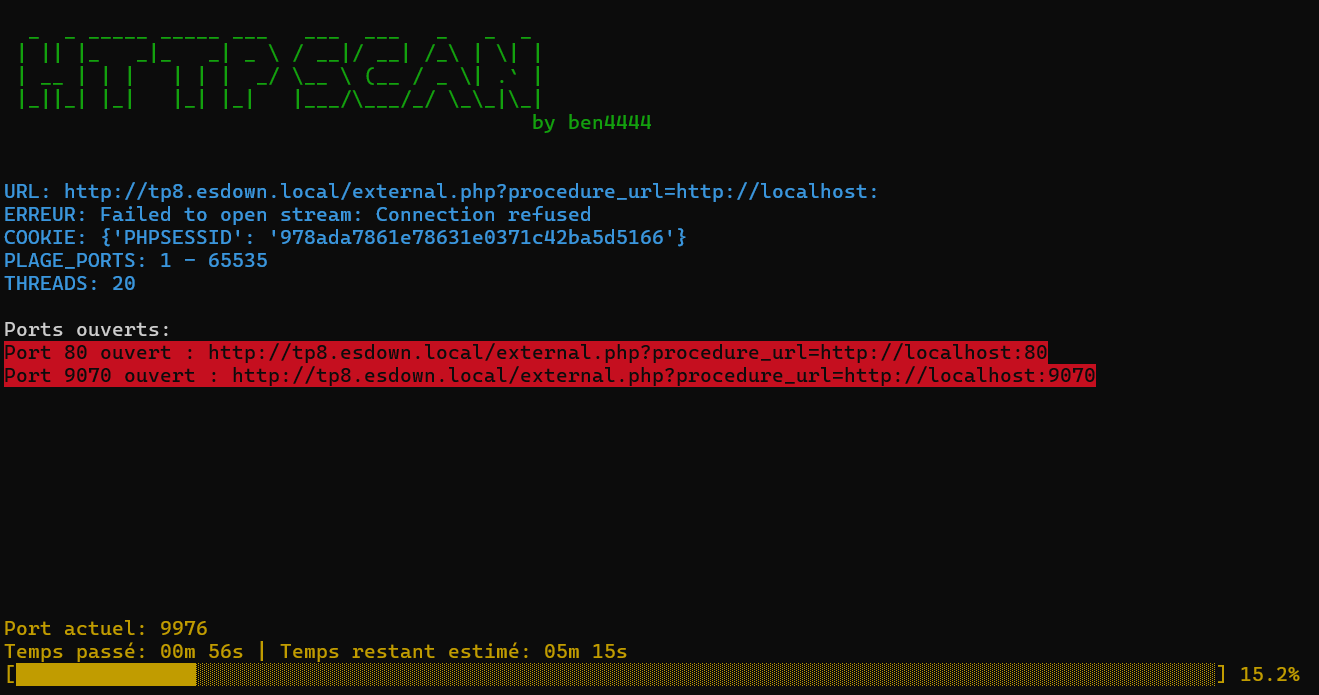 HTTP SCAN
by ben4444
URL: http://tp8.esdown.local/external.php?procedure_url=http://localhost:
ERREUR: Failed to open stream: Connection refused
COOKIE: {'PHPSESSID': '978ada7861e78631e0371c42ba5d5166'}
PLAGE_PORTS: 1 - 65535
THREADS: 20
Ports ouverts:
Port 80 ouvert : http://tp8.esdown.local/external.php?procedure_url=http://localhost:80
Port 9070 ouvert : http://tp8.esdown.local/external.php?procedure_url=http://localhost:9070
Port actuel: 9976
Temps passé: 00m 56s | Temps restant estimé: 05m 15s
[] 15.2%